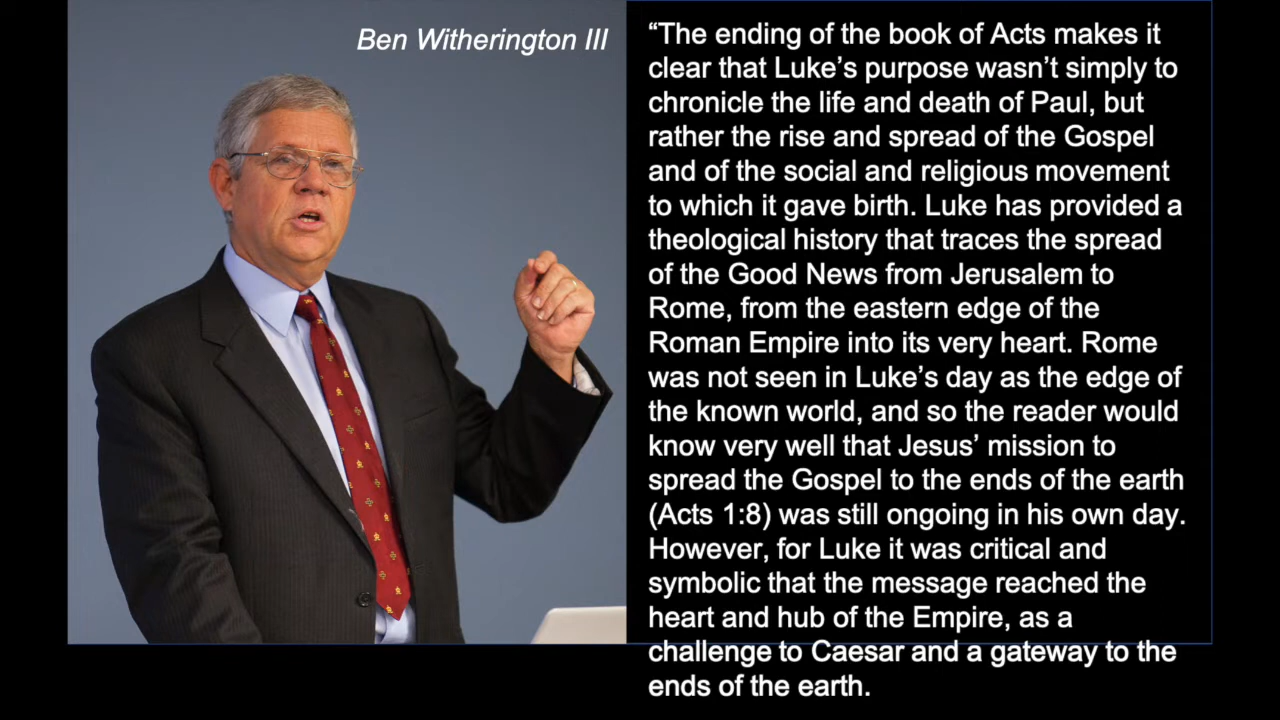 Ben Witherington III
“The ending of the book of Acts makes it
clear that Luke’s purpose wasn’t simply to
chronicle the life and death of Paul, but
rather the rise and spread of the Gospel
and of the social and religious movement
to which it gave birth. Luke has provided a
theological history that traces the spread
of the Good News from Jerusalem to
Rome, from the eastern edge of the
Roman Empire into its very heart. Rome
was not seen in Luke’s day as the edge of
the known world, and so the reader would
know very well that Jesus’ mission to
spread the Gospel to the ends of the earth
(Acts 1:8) was still ongoing in his own day.
However, for Luke it was critical and
symbolic that the message reached the
heart and hub of the Empire, as a
challenge to Caesar and a gateway to the
ends of the earth.